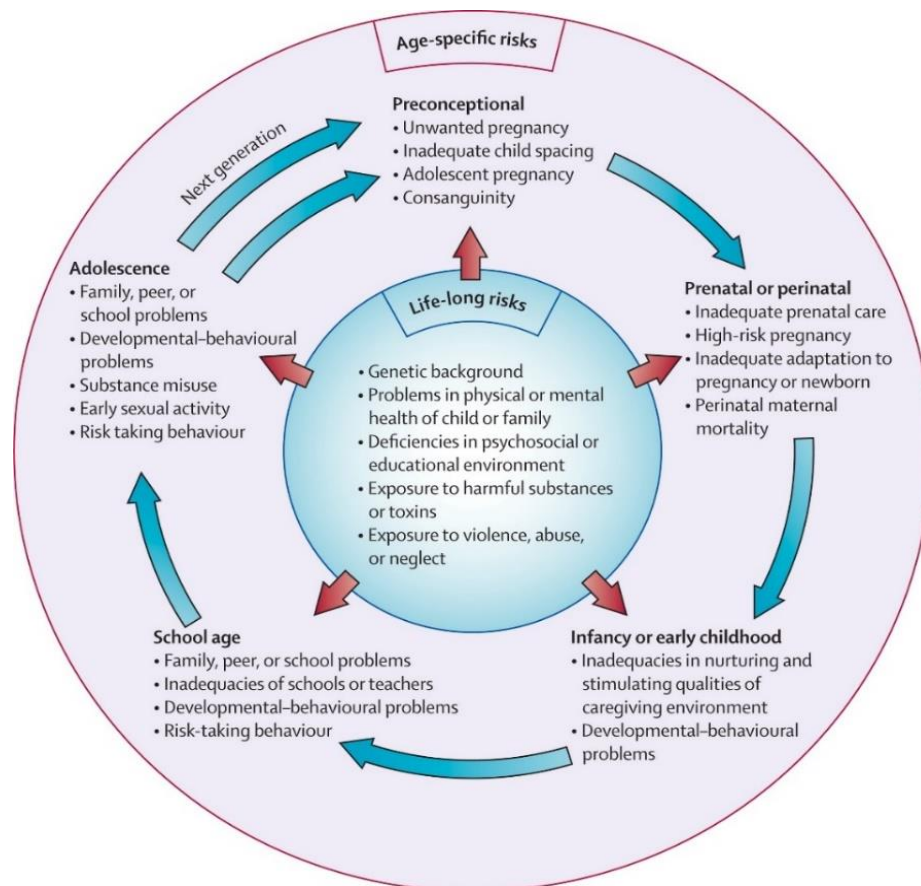 Age-specific risks
Preconceptional
• Unwanted pregnancy
• Inadequate child spacing
• Adolescent pregnancy
• Consanguinity
Next generation
Prenatal or perinatal
• Inadequate prenatal care
• High-risk pregnancy
• Inadequate adaptation to
pregnancy or newborn
• Perinatal maternal
mortality
Infancy or early childhood
• Inadequacies in nurturing and
stimulating qualities of
caregiving environment
• Developmental–behavioural
problems
School age
• Family, peer, or school problems
• Inadequacies of schools or teachers
• Developmental–behavioural problems
• Risk-taking behaviour
Adolescence
• Family, peer, or
school problems
• Developmental–behavioural
problems
• Substance misuse
• Early sexual activity
• Risk taking behaviour
Life-long risks
• Genetic background
• Problems in physical or mental
health of child or family
• Deficiencies in psychosocial or
educational environment
• Exposure to harmful substances
or toxins
• Exposure to violence, abuse,
or neglect